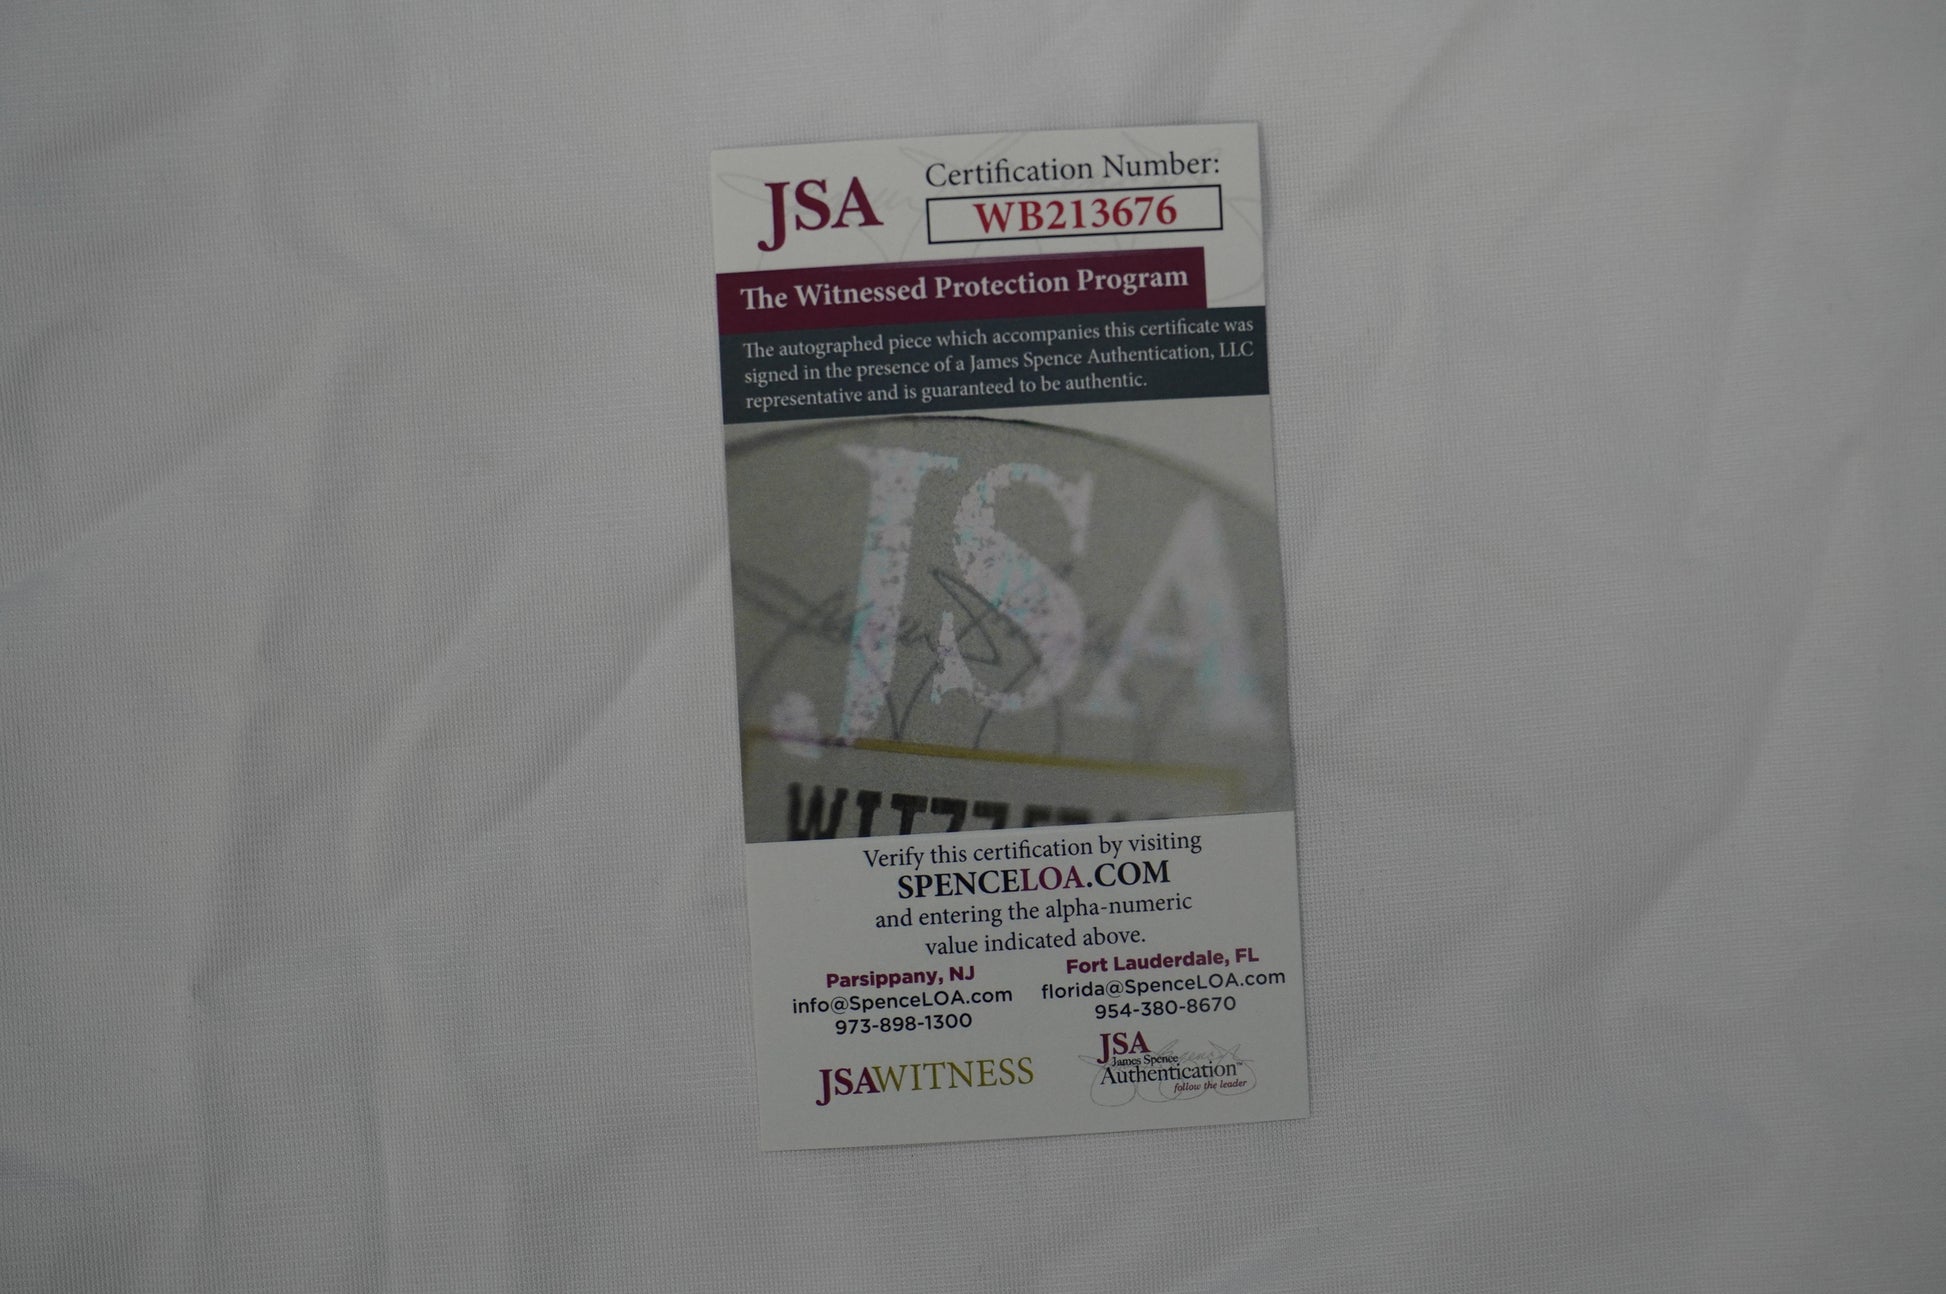 JSA
Certification Number:
WB213676
The Witnessed Protection Program
The autographed piece which accompanies this certificate was
signed in the presence of a James Spence Authentication, LLC
representative and is guaranteed to be authentic.
JSA
Verify this certification by visiting
SPENCELOA.COM
and entering the alpha-numeric
value indicated above.
Parsippany, NJ
info@SpenceLOA.com
973-898-1300
Fort Lauderdale, FL
florida@SpenceLOA.com
954-380-8670
JSAWITNESS
JSA
James Spence
Authentication™
follow the leader